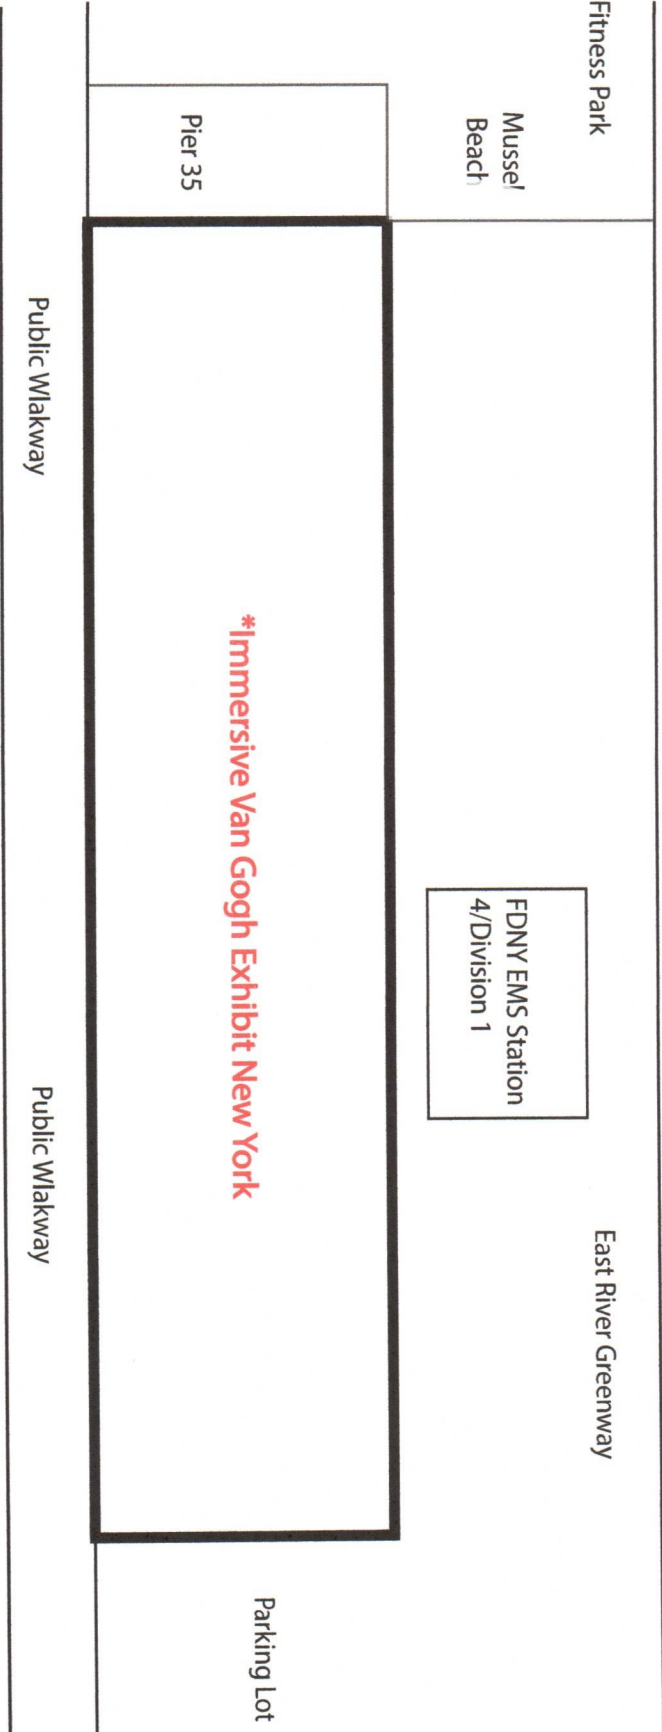 Fitness Park
East River Greenway
Mussel
Beach
FDNY EMS Station
4/Division 1
Pier 35
*Immersive Van Gogh Exhibit New York
Parking Lot
Public Wlakway
Public Wlakway